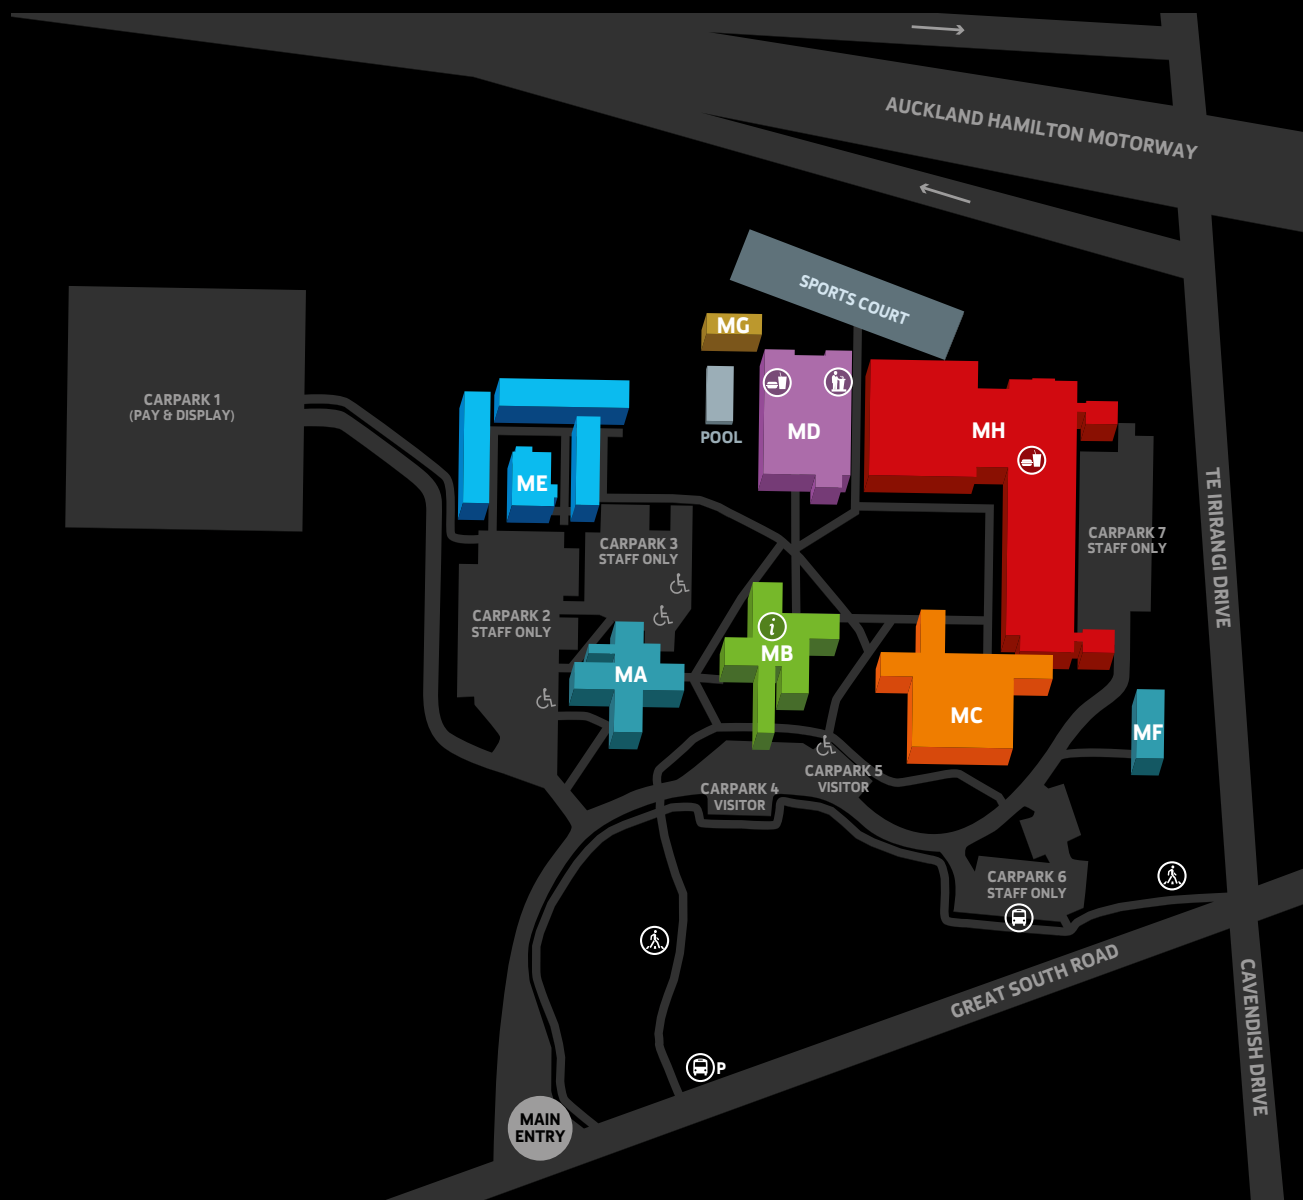 AUCKLAND HAMILTON MOTORWAY
SPORTS COURT
MG
CARPARK 1
(PAY & DISPLAY)
POOL
MD
MH
ME
CARPARK 3
STAFF ONLY
CARPARK 7
STAFF ONLY
TE IRIRANGI DRIVE
CARPARK 2
STAFF ONLY
i
MB
MA
MC
MF
CARPARK 5
VISITOR
CARPARK 4
VISITOR
CARPARK 6
STAFF ONLY
GREAT SOUTH ROAD
CAVENDISH DRIVE
P
MAIN
ENTRY